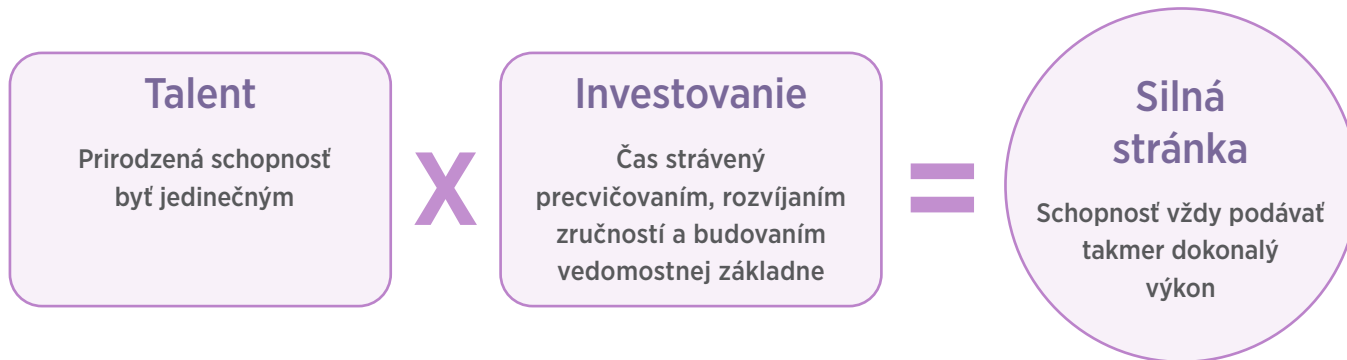 Talent
Prirodzená schopnosť
byť jedinečným
X
Investovanie
Čas strávený
precvičovaním, rozvíjaním
zručností a budovaním
vedomostnej základne
=
Silná
stránka
Schopnosť vždy podávať
takmer dokonalý
výkon